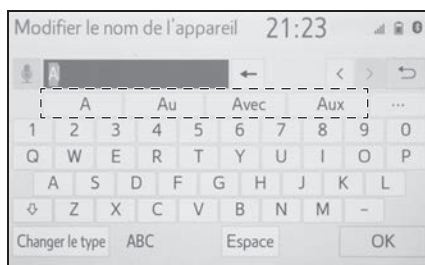 Modifier le nom de l'appareil 21:23
A
A Au Avec Aux ...
1 2 3 4 5 6 7 8 9 0
Q W E R T Y U I O P
A S D F G H J K L
Z X C V B N M -
Changer le type ABC Espace OK